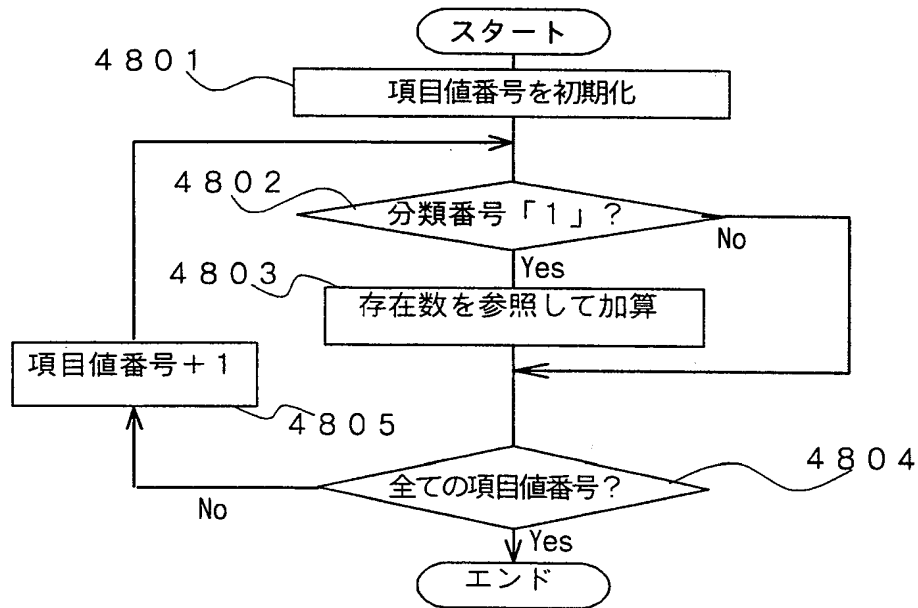 スタート
4801
項目値番号を初期化
4802
分類番号「1」?
No
Yes
4803
存在数を参照して加算
項目値番号+1
4805
4804
全ての項目値番号?
No
Yes
エンド